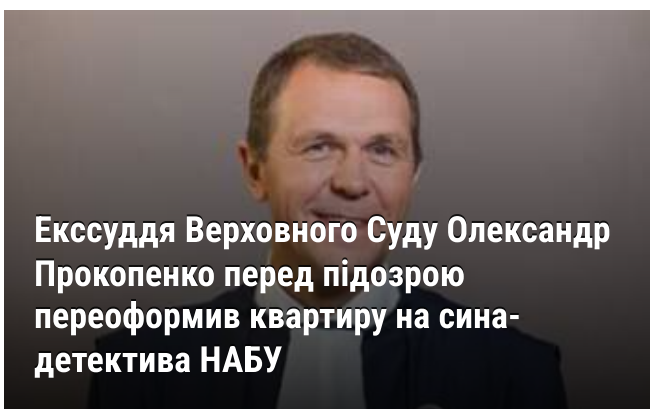 Екссуддя Верховного Суду Олександр
Прокопенко перед підозрою
переоформив квартиру на сина-
детектива НАБУ